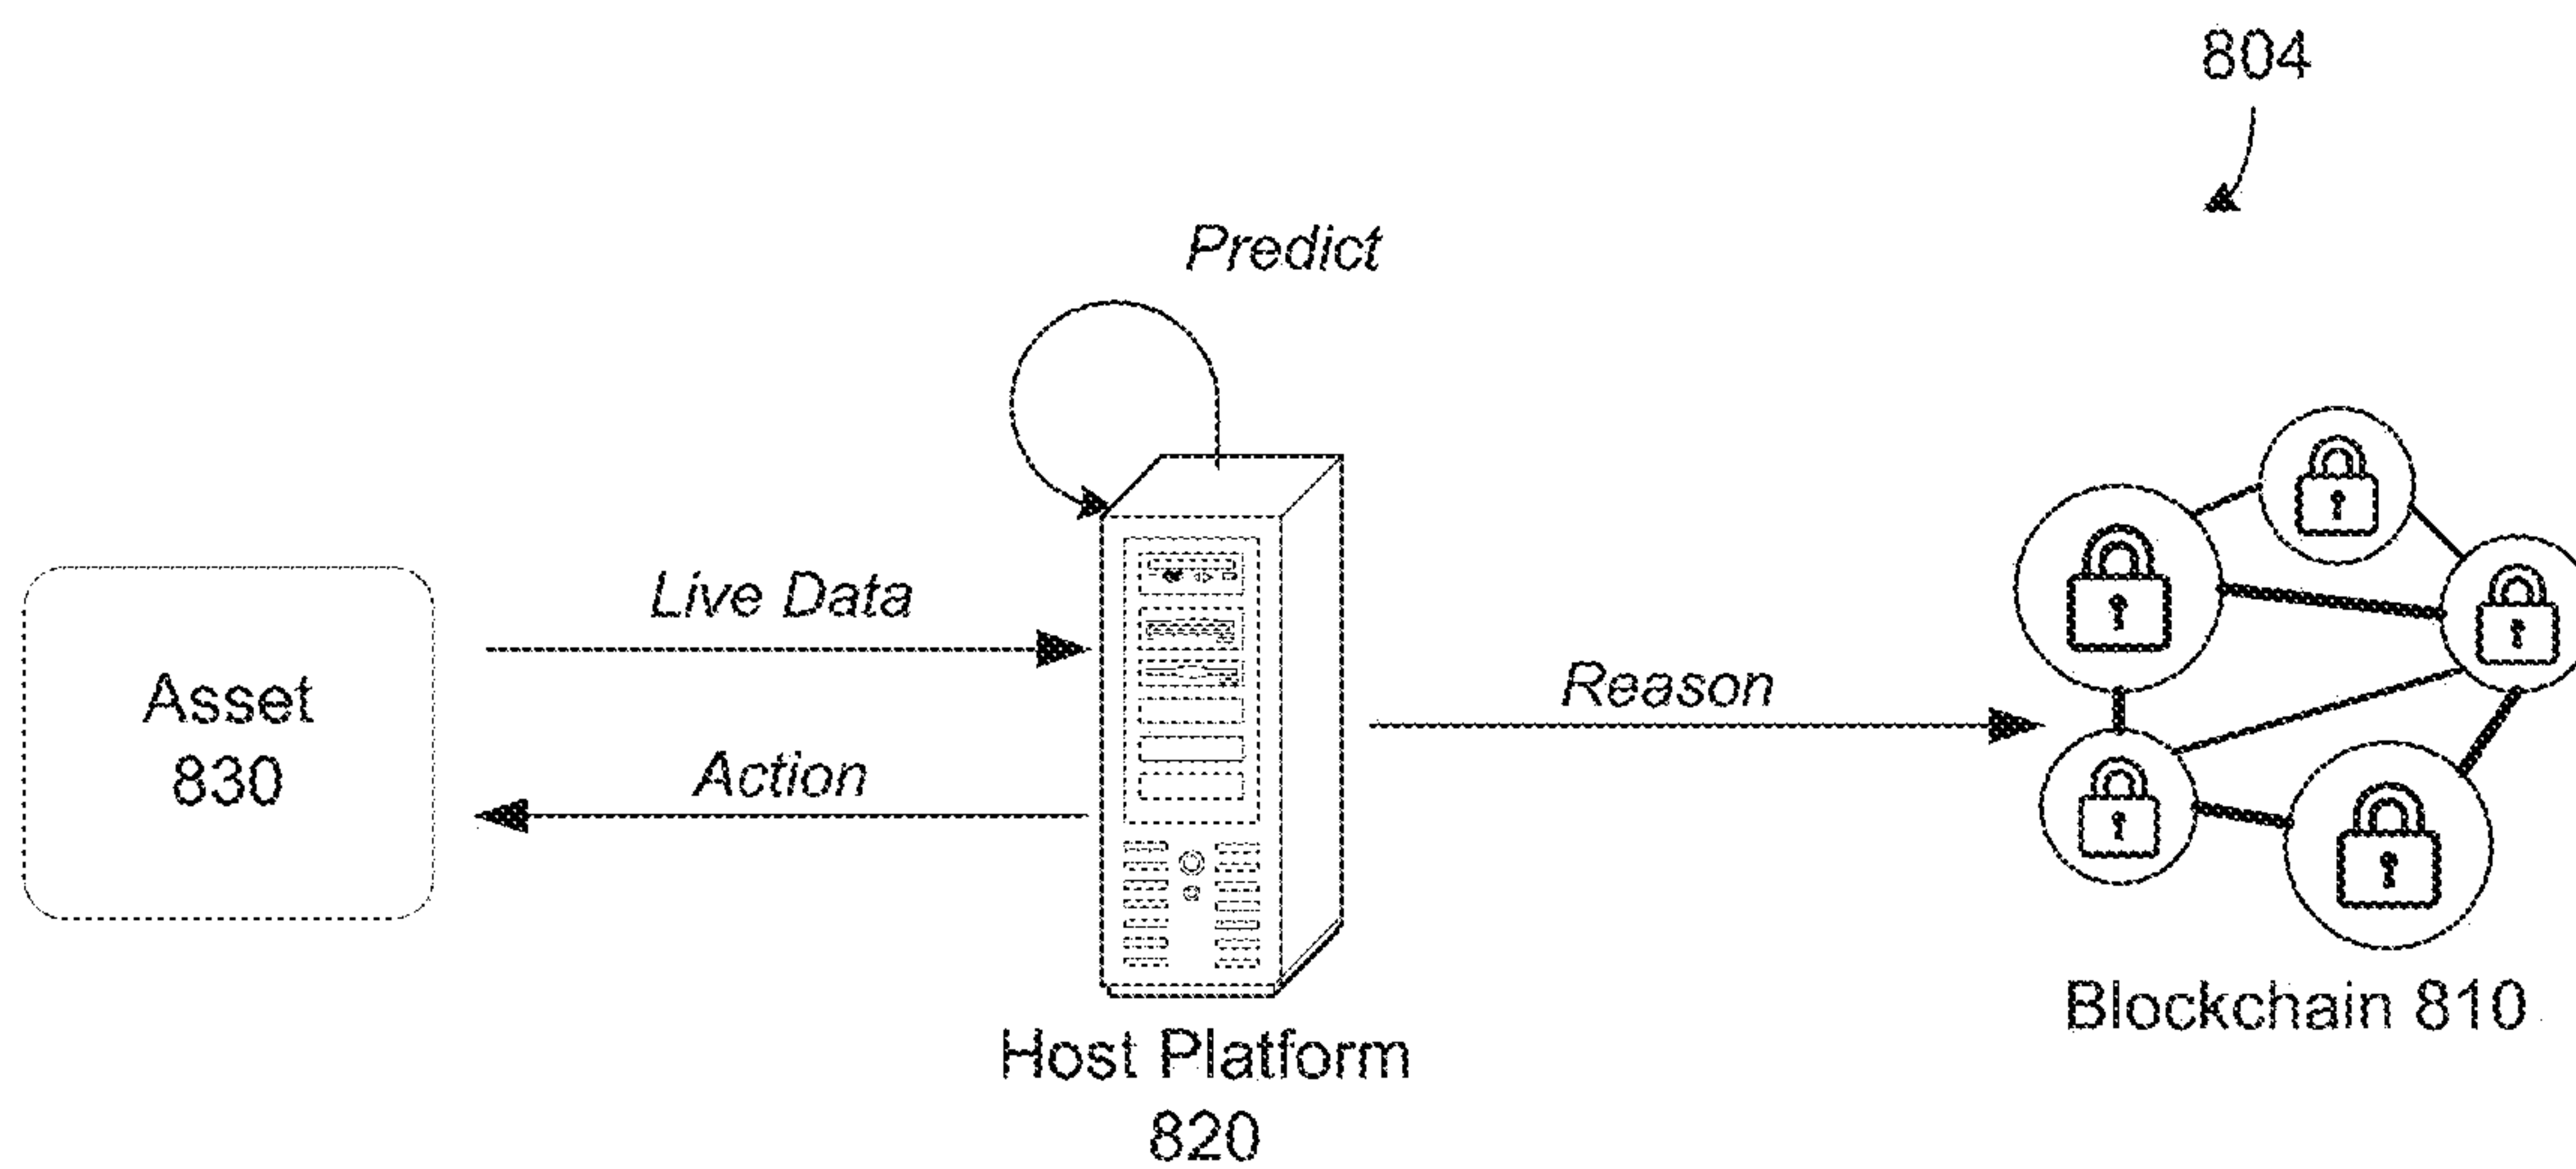 804
Predict
Live Data
Asset
830
Action
Reason
Host Platform
820
Blockchain 810